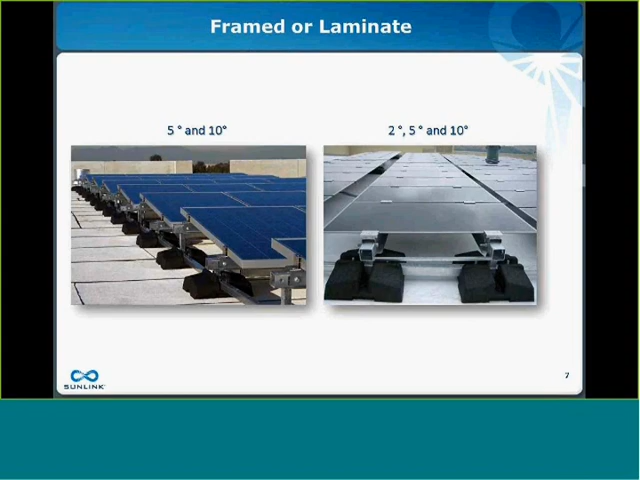 Framed or Laminate
5 ° and 10°
2 °, 5 ° and 10°
SUNLINK
7